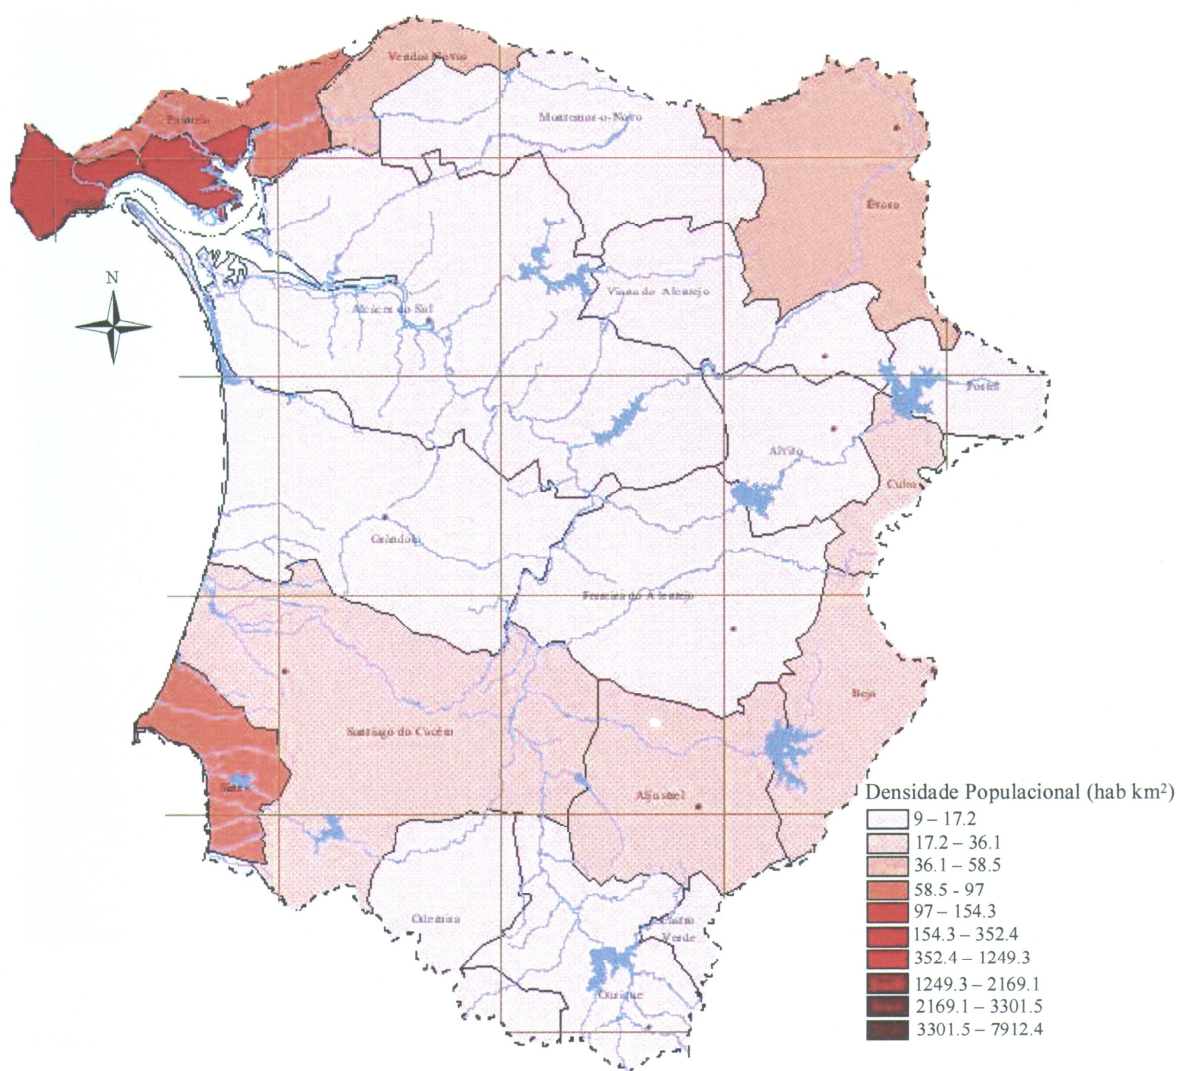 Vendas Novas
Palmela
Montemor-o-Novo
Évora
N
Viana do Alentejo
Alcácer do Sal
Portel
Alvito
Cuba
Grândola
Ferreira do Alentejo
Beja
Santiago do Cacém
Sines
Aljustrel
Densidade Populacional (hab km²)
9 – 17.2
17.2 – 36.1
36.1 – 58.5
58.5 - 97
97 – 154.3
154.3 – 352.4
352.4 – 1249.3
1249.3 – 2169.1
2169.1 – 3301.5
3301.5 – 7912.4
Odemira
Castro
Verde
Ourique